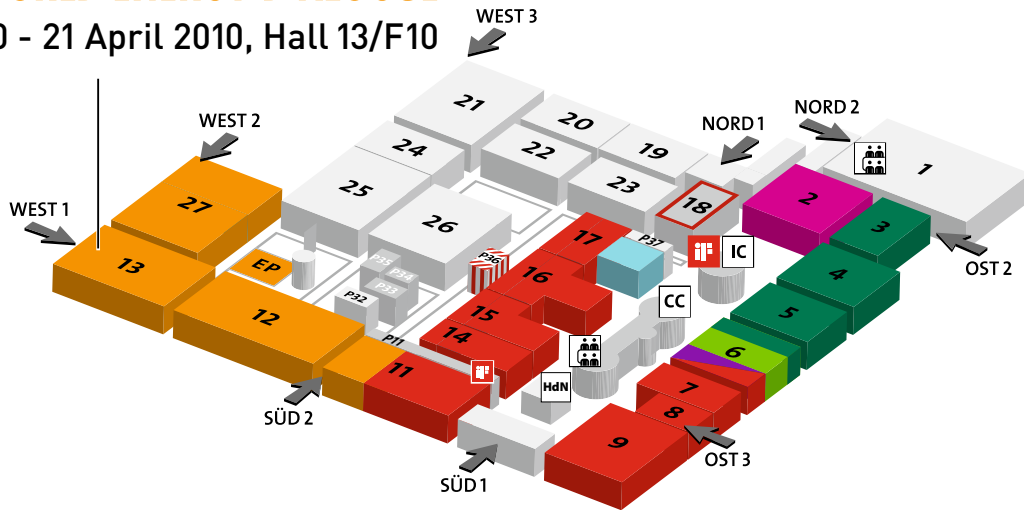 - 21 April 2010, Hall 13/F10
WEST 3
NORD 2
21
20
WEST 2
NORD 1
24
22
19
1
25
23
18
2
27
WEST 1
26
17
P37
3
IC
OST 2
13
EP
P35
P34
P36
16
4
P33
P32
CC
12
15
5
14
P11
6
11
HdN
7
SÜD 2
8
9
OST 3
SÜD 1